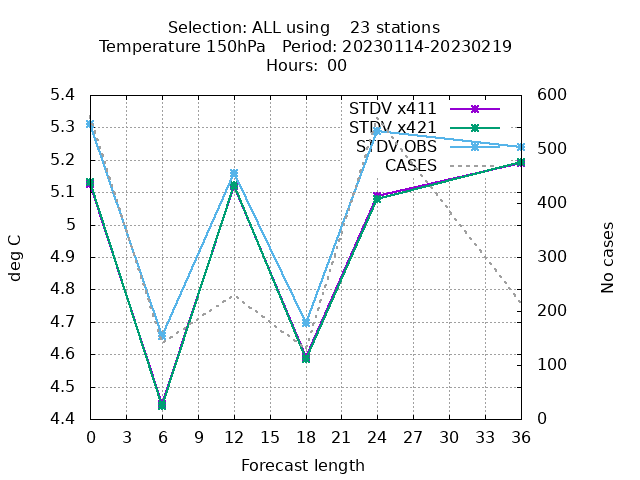 Selection: ALL using    23 stations
Temperature 150hPa   Period: 20230114-20230219
Hours:  00
STDV x411
STDV x421
STDV OBS
CASES
5.4
5.3
5.2
5.1
5
4.9
4.8
4.7
4.6
4.5
4.4
deg C
600
500
400
300
200
100
0
No cases
0 3 6 9 12 15 18 21 24 27 30 33 36
Forecast length